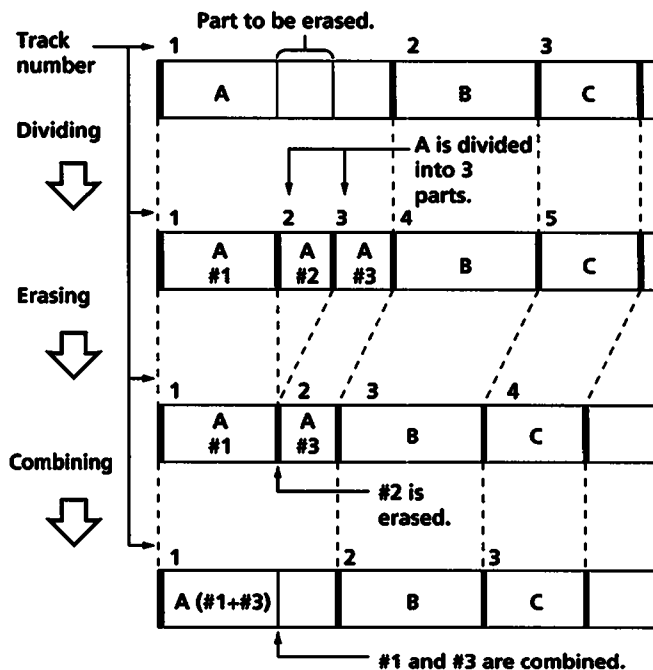 Part to be erased.
Track number
1 2 3
A B C
Dividing
A is divided into 3 parts.
1 2 3 4 5
A #1 A #2 A #3 B C
Erasing
1 2 3 4
A #1 A #3 B C
Combining
#2 is erased.
1 2 3
A (#1+#3) B C
#1 and #3 are combined.